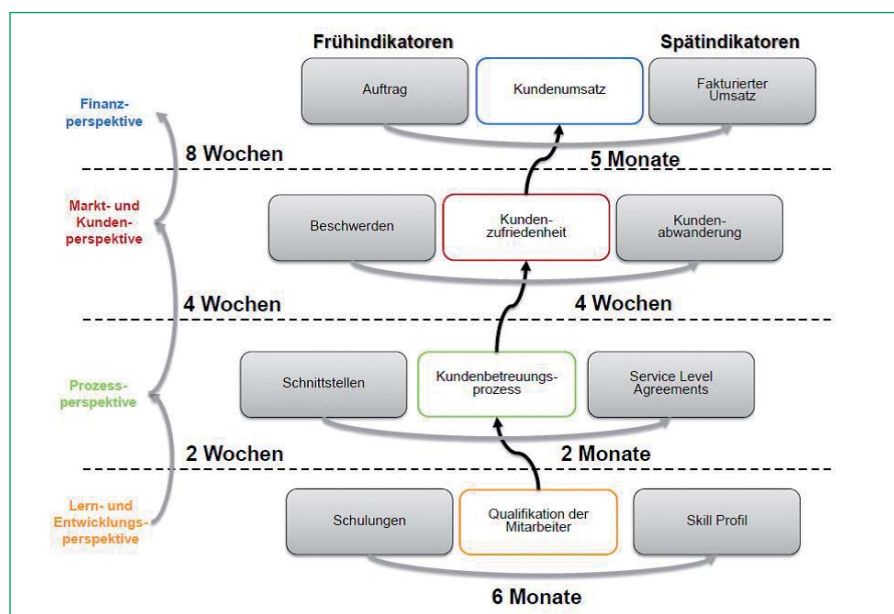 Frühindikatoren
Spätindikatoren
Finanz-
perspektive
Auftrag
Kundenumsatz
Fakturierter
Umsatz
8 Wochen
5 Monate
Markt- und
Kunden-
perspektive
Beschwerden
Kunden-
zufriedenheit
Kunden-
abwanderung
4 Wochen
4 Wochen
Prozess-
perspektive
Schnittstellen
Kundenbetreuungs-
prozess
Service Level
Agreements
2 Wochen
2 Monate
Lern- und
Entwicklungs-
perspektive
Schulungen
Qualifikation der
Mitarbeiter
Skill Profil
6 Monate